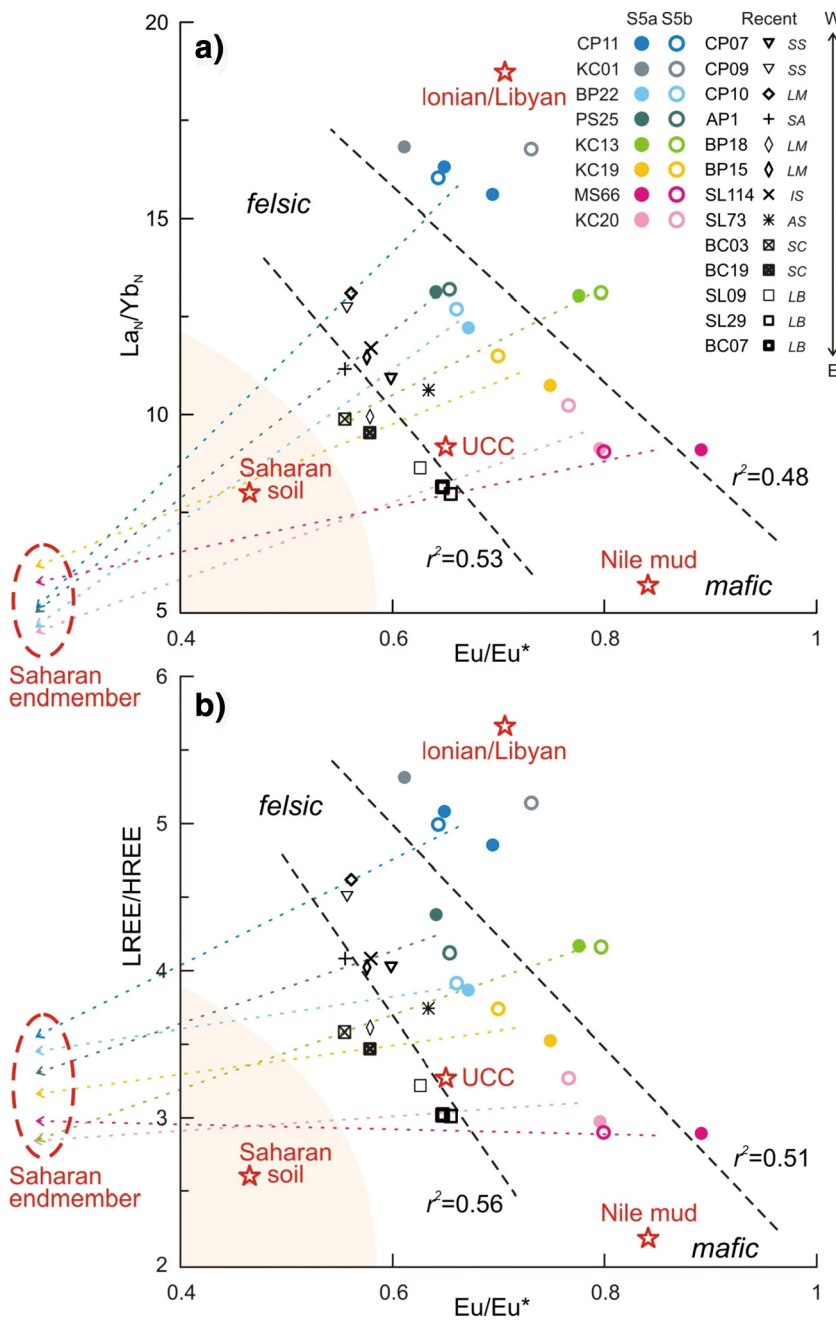 a)
20
15
10
5
La_N/Yb_N
0.4 0.6 0.8 1
Eu/Eu*
felsic
mafic
Ionian/Libyan
UCC
Saharan
soil
Nile mud
Saharan
endmember
r²=0.53
r²=0.48
S5a S5b Recent W
CP11 CP07 SS
KC01 CP09 SS
BP22 CP10 LM
PS25 AP1 SA
KC13 BP18 LM
KC19 BP15 LM
MS66 SL114 IS
KC20 SL73 AS
BC03 SC
BC19 SC
SL09 LB
SL29 LB
BC07 LB
E
b)
6
5
4
3
2
LREE/HREE
0.4 0.6 0.8 1
Eu/Eu*
felsic
mafic
Ionian/Libyan
UCC
Saharan
soil
Nile mud
Saharan
endmember
r²=0.56
r²=0.51